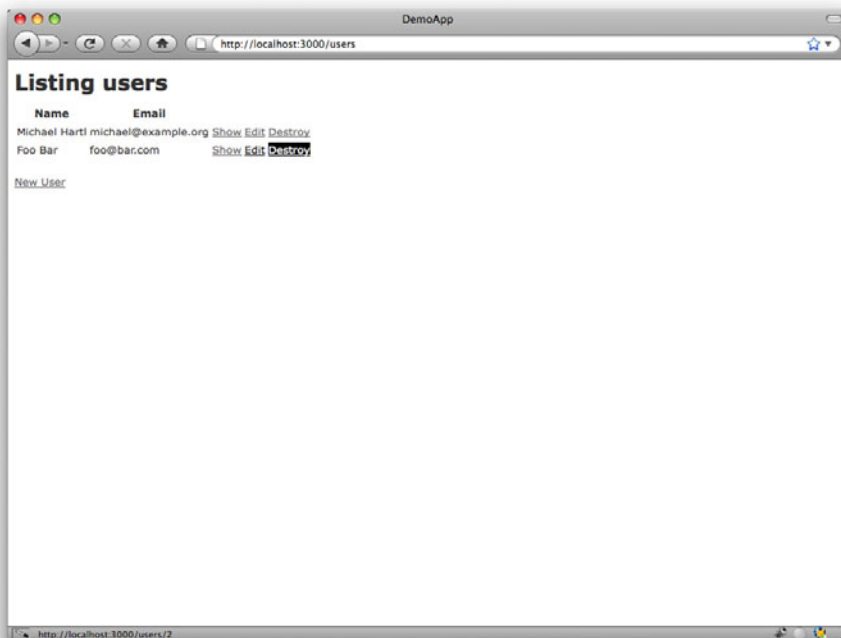 DemoApp
http://localhost:3000/users
Listing users
Name Email
Michael Hartl michael@example.org Show Edit Destroy
Foo Bar foo@bar.com Show Edit Destroy
New User
http://localhost:3000/users/2